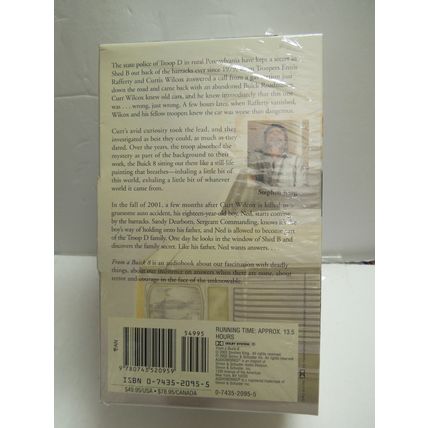 The state police of Troop D in rural Pennsylvania have kept a secret in
Shed B out back of the barracks ever since 1979, when Troopers Ennis
Rafferty and Curtis Wilcox answered a call from a gas station just
down the road and came back with an abandoned Buick Roadmaster.
Curt Wilcox knew old cars, and he knew immediately that this one
was . . . wrong, just wrong. A few hours later, when Rafferty vanished,
Wilcox and his fellow troopers knew the car was worse than dangerous.
Curt's avid curiosity took the lead, and they
investigated as best they could, as much as they
dared. Over the years, the troop absorbed the
mystery as part of the background to their
work, the Buick 8 sitting out there like a still-life
painting that breathes—inhaling a little bit of
this world, exhaling a little bit of whatever
world it came from.
Stephen King
In the fall of 2001, a few months after Curt Wilcox is killed in a
gruesome auto accident, his eighteen-year-old boy, Ned, starts coming
by the barracks. Sandy Dearborn, Sergeant Commanding, knows it's the
boy's way of holding onto his father, and Ned is allowed to become part
of the Troop D family. One day he looks in the window of Shed B and
discovers the family secret. Like his father, Ned wants answers . . .
From a Buick 8 is an audiobook about our fascination with deadly
things, about our insistence on answers when there are none, about
terror and courage in the face of the unknowable.
54995
EAN
9 780743 520959
ISBN 0-7435-2095-5
$49.95/USA • $76.95/CANADA
RUNNING TIME: APPROX. 13.5
HOURS
DOLBY SYSTEM
New York, NY 10020
0-7435-2095-5